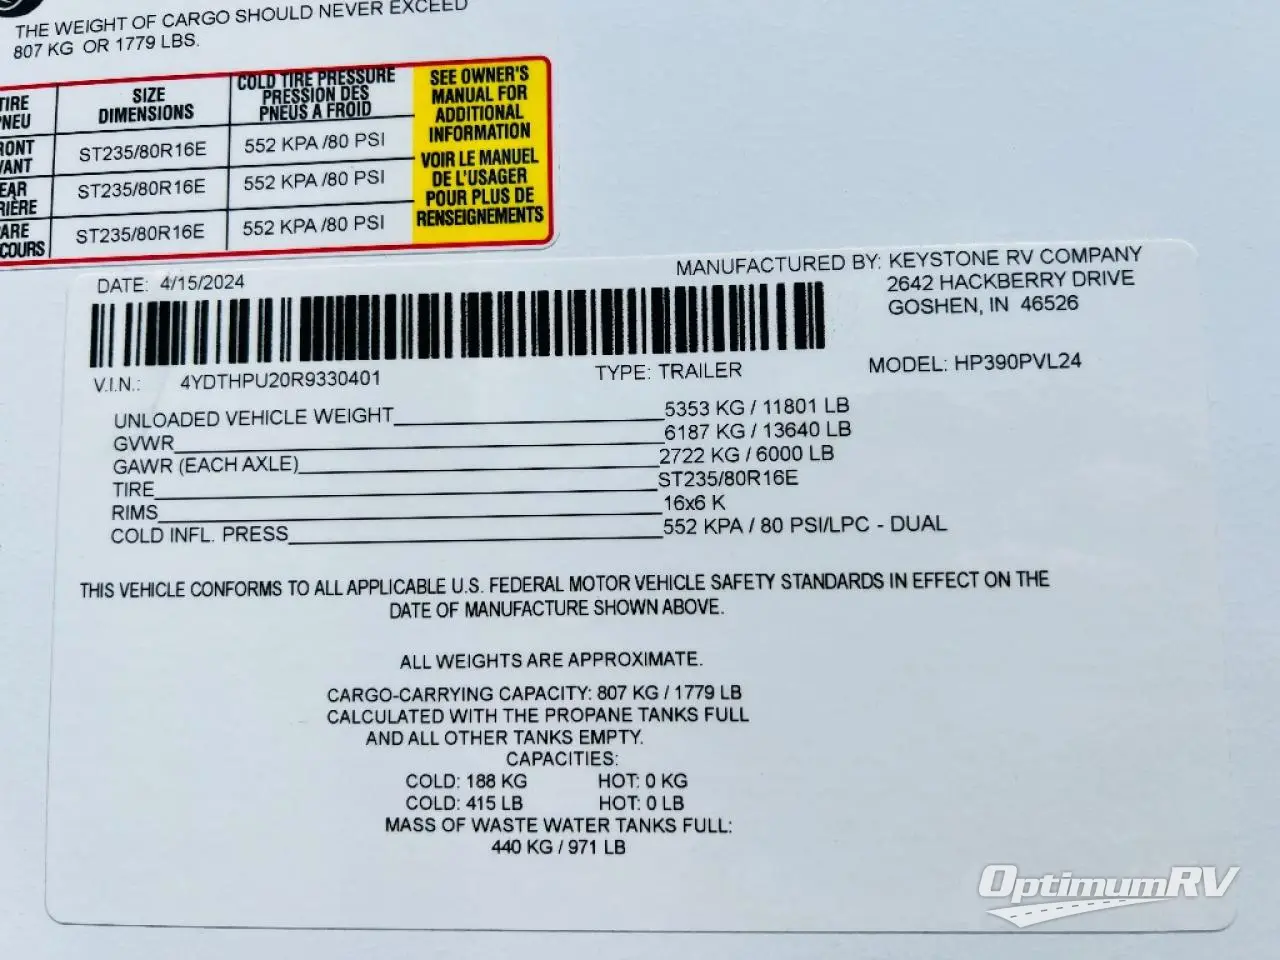 THE WEIGHT OF CARGO SHOULD NEVER EXCEED
807 KG OR 1779 LBS.
TIRE
PNEU
SIZE
DIMENSIONS
COLD TIRE PRESSURE
PRESSION DES
PNEUS A FROID
SEE OWNER'S
MANUAL FOR
ADDITIONAL
INFORMATION
VOIR LE MANUEL
DE L'USAGER
POUR PLUS DE
RENSEIGNEMENTS
RONT
VANT
ST235/80R16E
552 KPA /80 PSI
EAR
RIÈRE
ST235/80R16E
552 KPA /80 PSI
ARE
COURS
ST235/80R16E
552 KPA /80 PSI
DATE: 4/15/2024
MANUFACTURED BY: KEYSTONE RV COMPANY
2642 HACKBERRY DRIVE
GOSHEN, IN 46526
V.I.N.: 4YDTHPU20R9330401
TYPE: TRAILER
MODEL: HP390PVL24
UNLOADED VEHICLE WEIGHT 5353 KG / 11801 LB
GVWR 6187 KG / 13640 LB
GAWR (EACH AXLE) 2722 KG / 6000 LB
TIRE ST235/80R16E
RIMS 16x6 K
COLD INFL. PRESS 552 KPA / 80 PSI/LPC - DUAL
THIS VEHICLE CONFORMS TO ALL APPLICABLE U.S. FEDERAL MOTOR VEHICLE SAFETY STANDARDS IN EFFECT ON THE
DATE OF MANUFACTURE SHOWN ABOVE.
ALL WEIGHTS ARE APPROXIMATE.
CARGO-CARRYING CAPACITY: 807 KG / 1779 LB
CALCULATED WITH THE PROPANE TANKS FULL
AND ALL OTHER TANKS EMPTY.
CAPACITIES:
COLD: 188 KG HOT: 0 KG
COLD: 415 LB HOT: 0 LB
MASS OF WASTE WATER TANKS FULL:
440 KG / 971 LB
OptimumRV